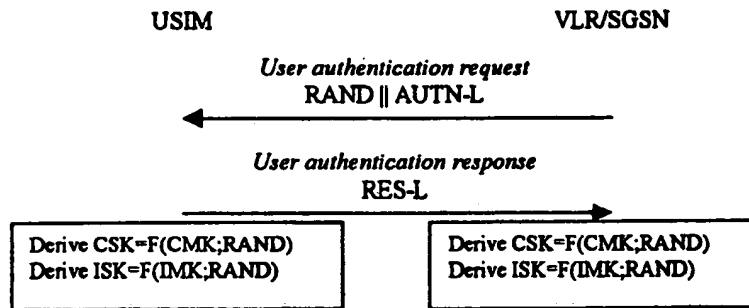 USIM VLR/SGSN
User authentication request
RAND || AUTN-L
User authentication response
RES-L
Derive CSK=F(CMK;RAND)
Derive ISK=F(IMK;RAND)
Derive CSK=F(CMK;RAND)
Derive ISK=F(IMK;RAND)